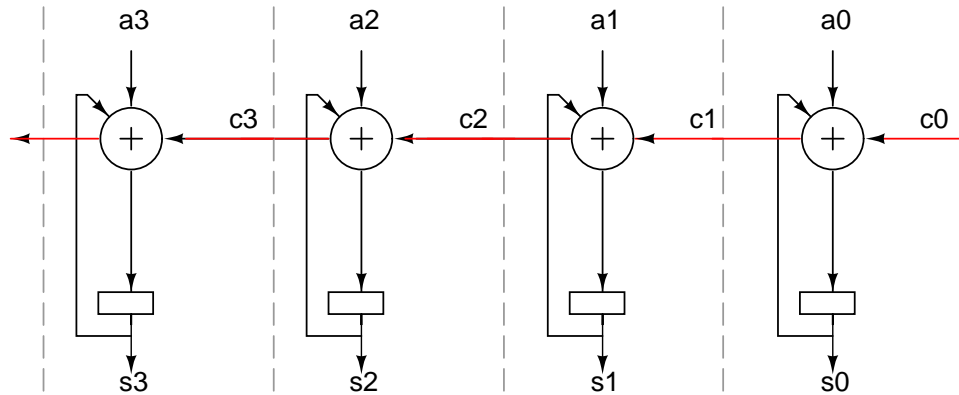 a3 a2 a1 a0
c3 c2 c1 c0
+ + + +
s3 s2 s1 s0